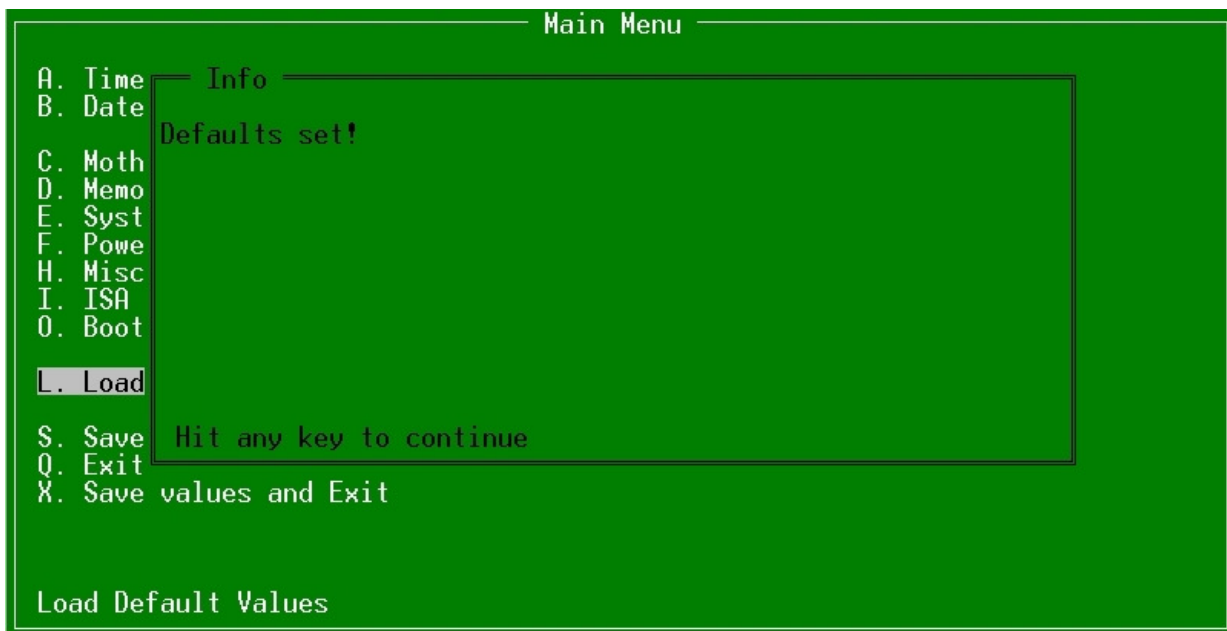 Main Menu
A. Time
Info
B. Date
Defaults set!
C. Moth
D. Memo
E. Syst
F. Powe
H. Misc
I. ISA
O. Boot
L. Load
S. Save
Hit any key to continue
Q. Exit
X. Save values and Exit
Load Default Values